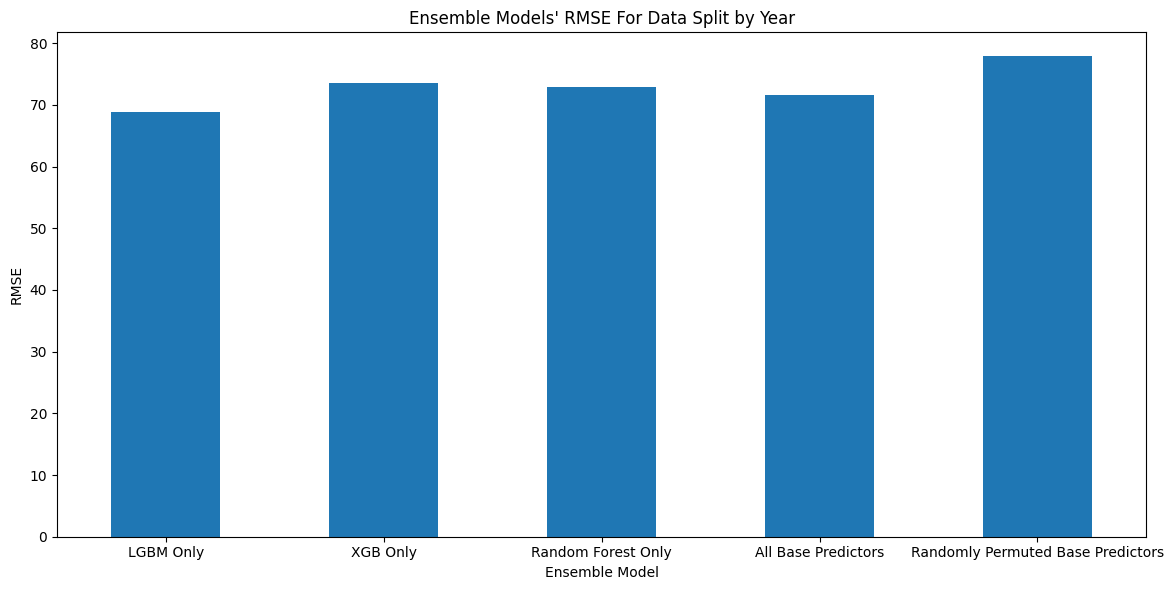 Ensemble Models' RMSE For Data Split by Year
80
70
60
50
40
30
20
10
0
RMSE
LGBM Only
XGB Only
Random Forest Only
All Base Predictors
Randomly Permuted Base Predictors
Ensemble Model